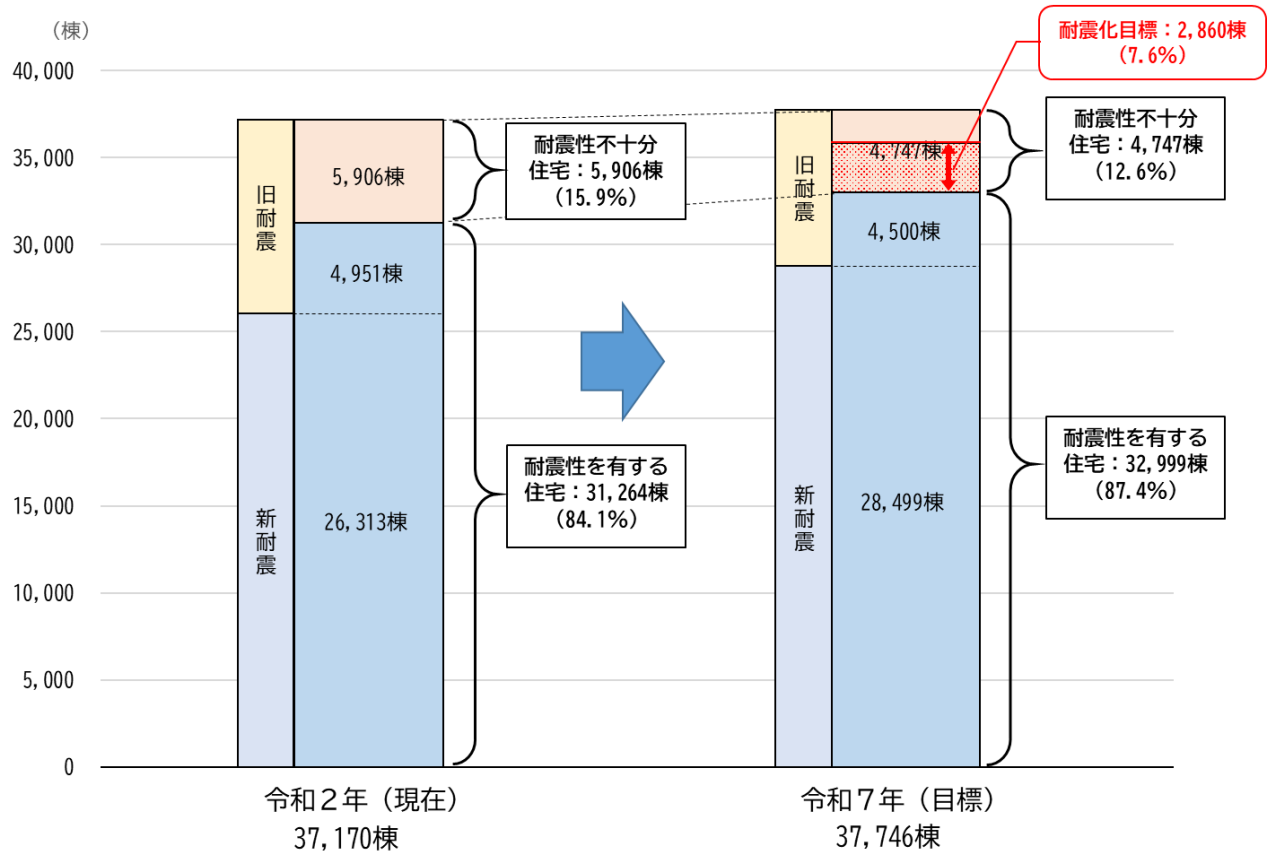 （棟）
耐震化目標：2,860棟
（7.6%）
40,000
35,000
30,000
25,000
20,000
15,000
10,000
5,000
0
旧耐震
新耐震
5,906棟
4,951棟
26,313棟
耐震性不十分
住宅：5,906棟
（15.9%）
耐震性を有する
住宅：31,264棟
（84.1%）
旧耐震
新耐震
4,747棟
4,500棟
28,499棟
耐震性不十分
住宅：4,747棟
（12.6%）
耐震性を有する
住宅：32,999棟
（87.4%）
令和２年（現在）
37,170棟
令和７年（目標）
37,746棟